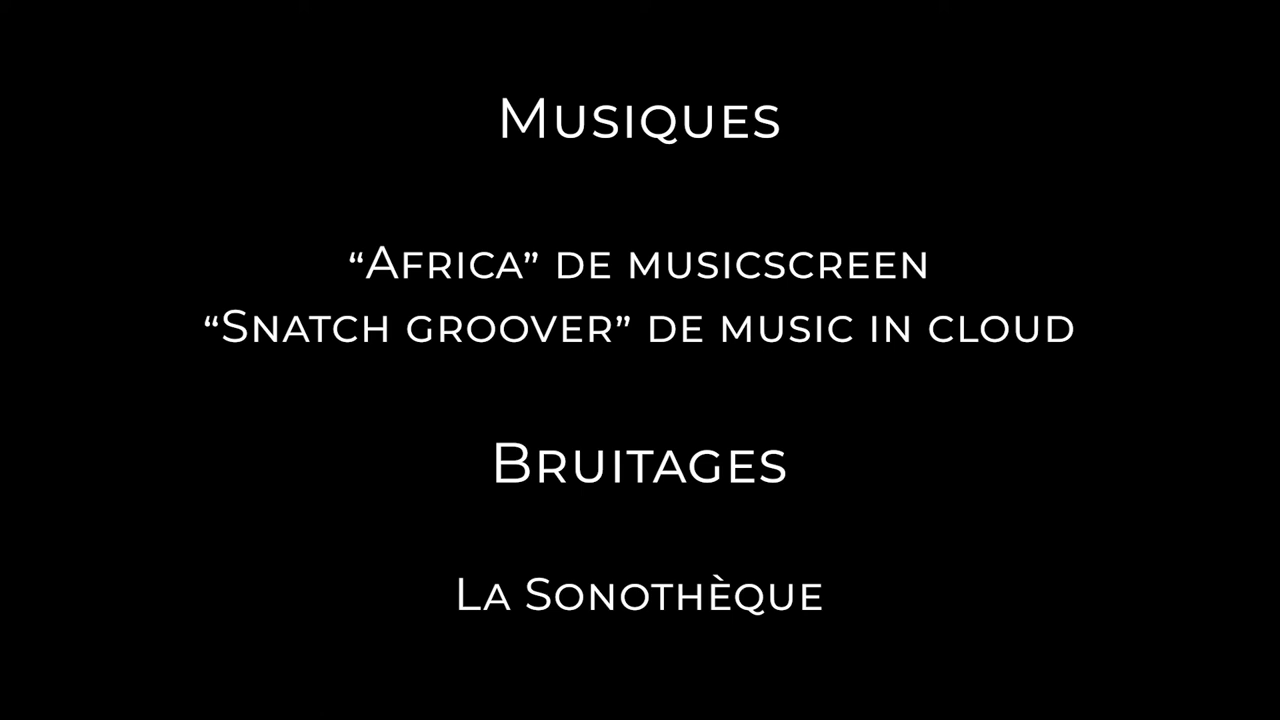 Musiques
“Africa” de musicscreen
“Snatch groover” de music in cloud
Bruitages
La Sonothèque